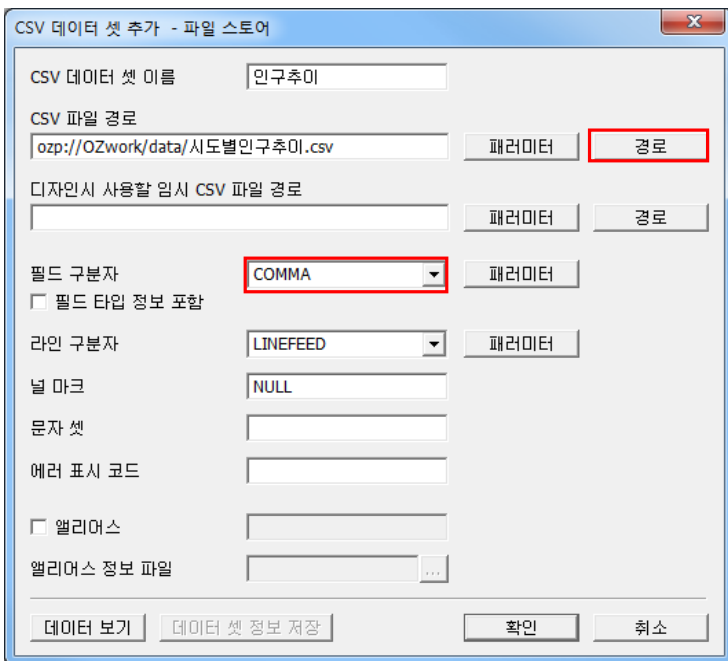 CSV 데이터 셋 추가 - 파일 스토어
CSV 데이터 셋 이름 인구추이
CSV 파일 경로
ozp://OZwork/data/시도별인구추이.csv 패러미터 경로
디자인시 사용할 임시 CSV 파일 경로
패러미터 경로
필드 구분자 COMMA 패러미터
필드 타입 정보 포함
라인 구분자 LINEFEED 패러미터
널 마크 NULL
문자 셋
에러 표시 코드
앨리어스
앨리어스 정보 파일 ...
데이터 보기 데이터 셋 정보 저장 확인 취소